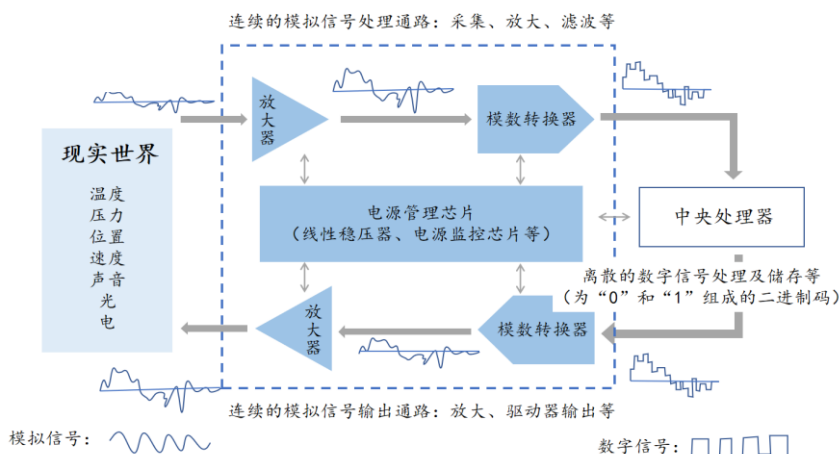 连续的模拟信号处理通路：采集、放大、滤波等
放大器
模数转换器
现实世界
温度
压力
位置
速度
声音
光
电
电源管理芯片
（线性稳压器、电源监控芯片等）
中央处理器
离散的数字信号处理及储存等
（为“0”和“1”组成的二进制码）
放大器
模数转换器
连续的模拟信号输出通路：放大、驱动器输出等
模拟信号：
数字信号：